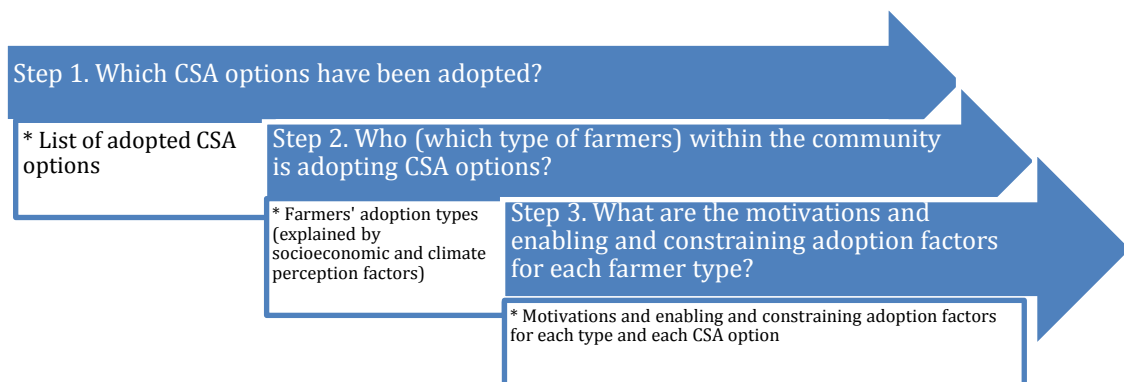 Step 1. Which CSA options have been adopted?
* List of adopted CSA
options
Step 2. Who (which type of farmers) within the community
is adopting CSA options?
* Farmers' adoption types
(explained by
socioeconomic and climate
perception factors)
Step 3. What are the motivations and
enabling and constraining adoption factors
for each farmer type?
* Motivations and enabling and constraining adoption factors
for each type and each CSA option